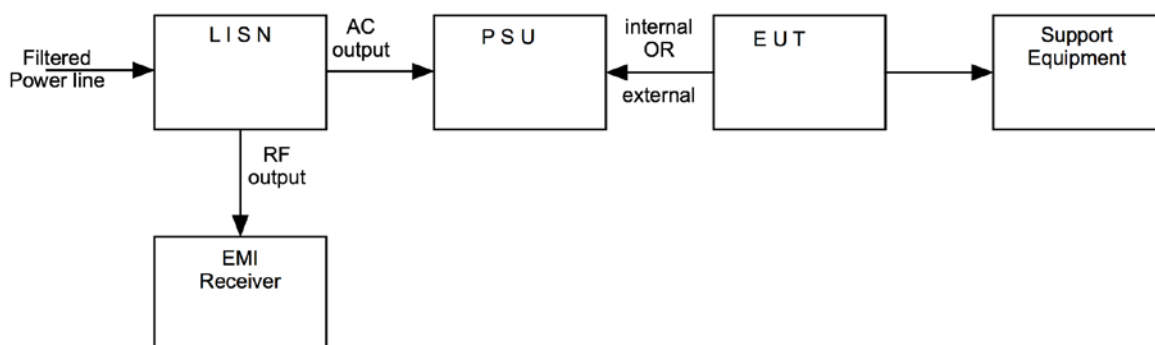 Filtered
Power line
L I S N
AC
output
P S U
internal
OR
external
E U T
Support
Equipment
RF
output
EMI
Receiver